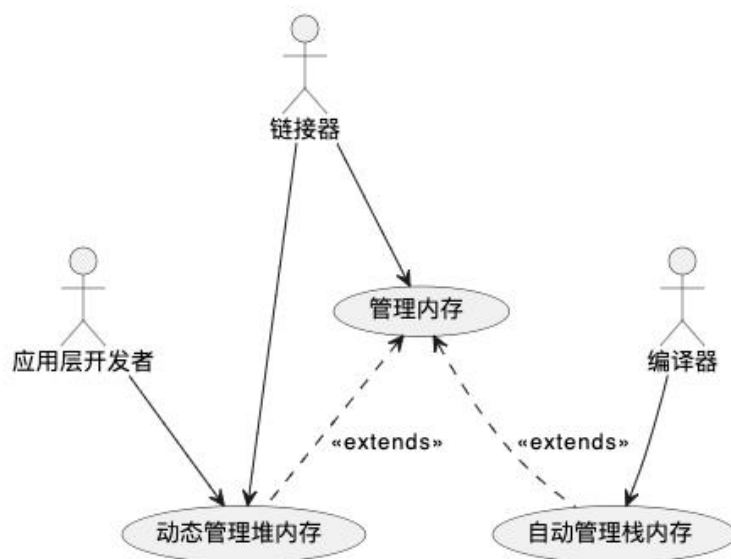 链接器
应用层开发者
管理内存
编译器
«extends»
«extends»
动态管理堆内存
自动管理栈内存